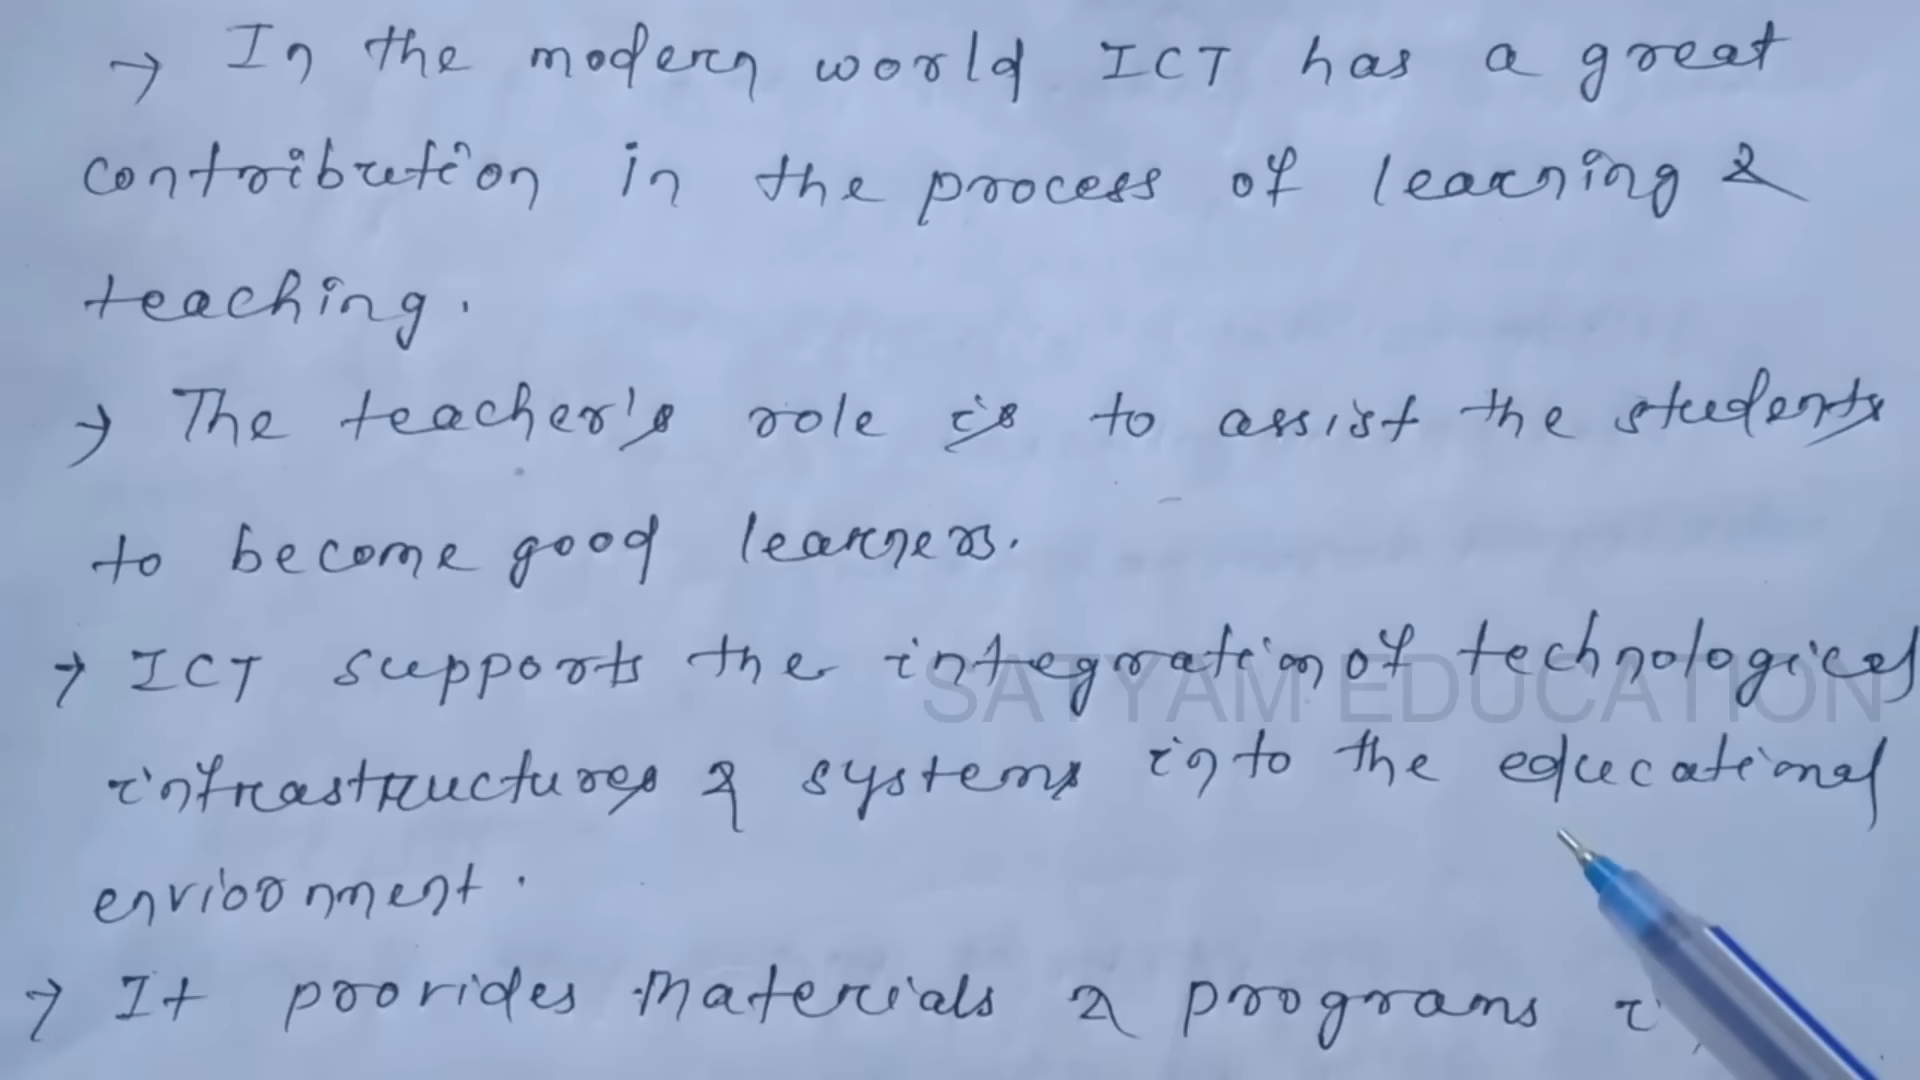 → In the modern world ICT has a great
contribution in the process of learning &
teaching.
→ The teacher's role is to assist the students
to become good learners.
→ ICT supports the integration of technological
SATYAM EDUCATION
infrastructures & systems into the educational
environment.
→ It provides materials & programs